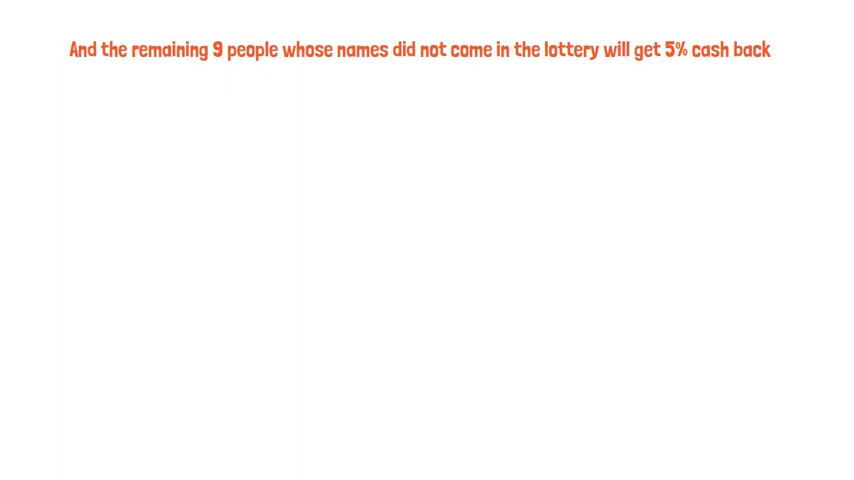 And the remaining 9 people whose names did not come in the lottery will get 5% cash back